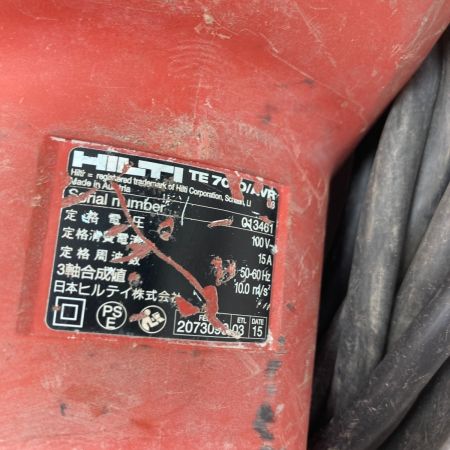 HILTI TE 70
Hilti = registered trademark of Hilti Corporation, Schaan, LI
Made in Austria
Serial number 013461
定格電圧 100 V~
定格消費電流 15 A
定格周波数 50-60 Hz
3軸合成値 10.0 m/s²
日本ヒルティ株式会社
PS
E
ETL DATE
03 15